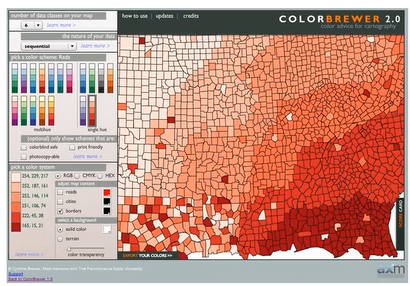 number of data classes on your map
6
learn more >
how to use | updates | credits
COLORBREWER 2.0
color advice for cartography
the nature of your data
sequential
learn more >
pick a color scheme: Reds
multihue
single hue
(optional) only show schemes that are:
colorblind safe
print friendly
photocopy-able
learn more >
pick a color system
254, 229, 217
RGB
CMYK
HEX
252, 187, 161
adjust map context
252, 146, 114
roads
251, 106, 74
cities
222, 45, 38
borders
165, 15, 21
select a background
solid color
terrain
color transparency
learn more >
EXPORT YOUR COLORS >>
SCORE CARD
axm
© Cynthia Brewer, Mark Harrower and The Pennsylvania State University
Support
Back to ColorBrewer 1.0